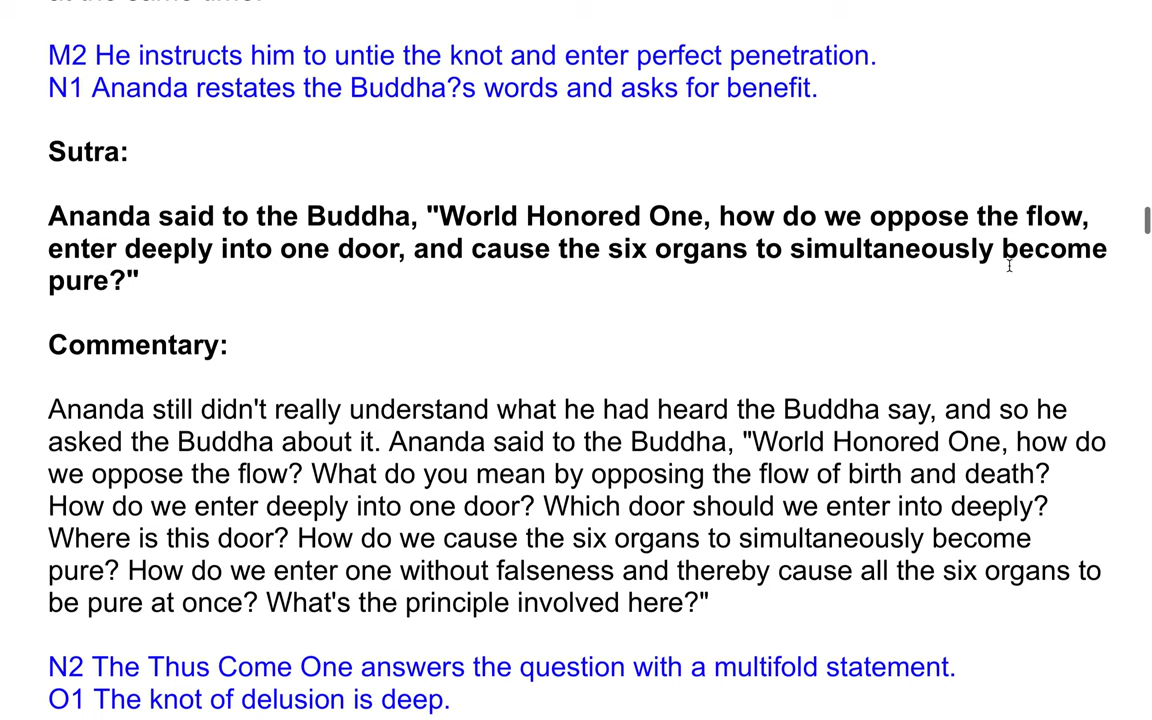 M2 He instructs him to untie the knot and enter perfect penetration.
N1 Ananda restates the Buddha?s words and asks for benefit.
Sutra:
Ananda said to the Buddha, "World Honored One, how do we oppose the flow,
enter deeply into one door, and cause the six organs to simultaneously become
pure?"
Commentary:
Ananda still didn't really understand what he had heard the Buddha say, and so he
asked the Buddha about it. Ananda said to the Buddha, "World Honored One, how do
we oppose the flow? What do you mean by opposing the flow of birth and death?
How do we enter deeply into one door? Which door should we enter into deeply?
Where is this door? How do we cause the six organs to simultaneously become
pure? How do we enter one without falseness and thereby cause all the six organs to
be pure at once? What's the principle involved here?"
N2 The Thus Come One answers the question with a multifold statement.
O1 The knot of delusion is deep.